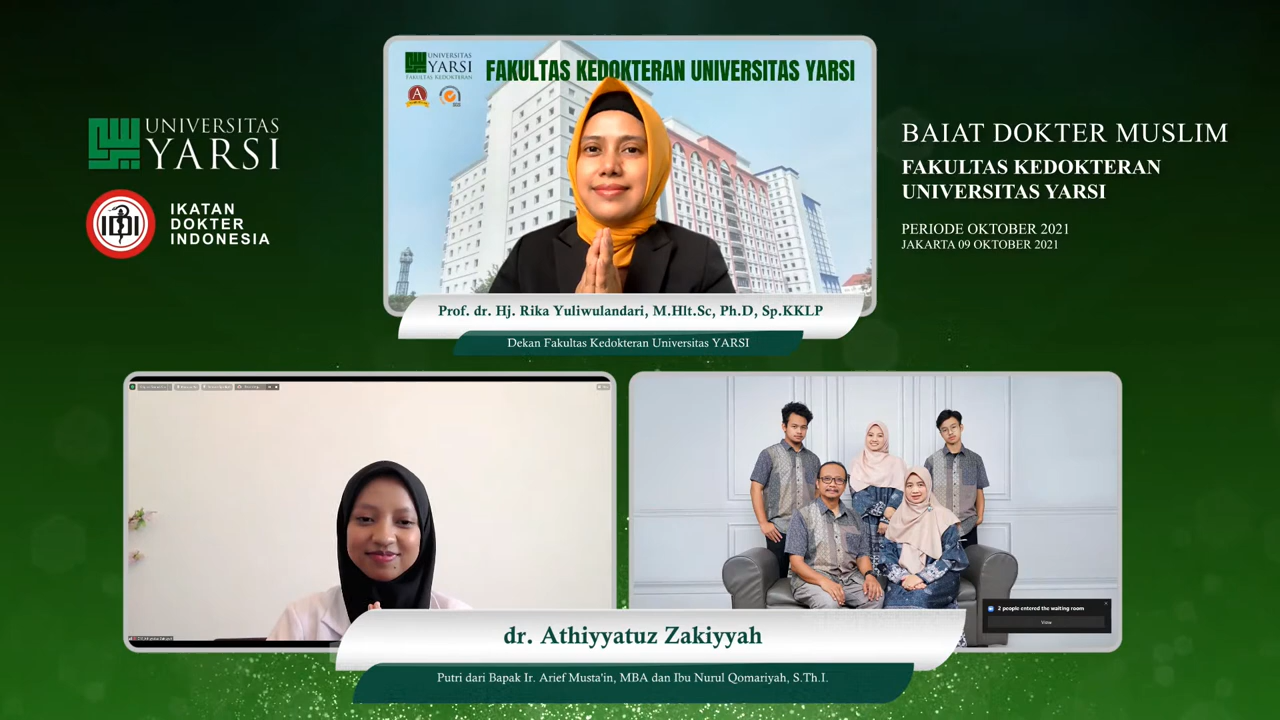 UNIVERSITAS
YARSI
IDI
IKATAN
DOKTER
INDONESIA
UNIVERSITAS
YARSI
FAKULTAS KEDOKTERAN
A
FAKULTAS KEDOKTERAN UNIVERSITAS YARSI
Prof. dr. Hj. Rika Yuliwulandari, M.Hlt.Sc, Ph.D, Sp.KKLP
Dekan Fakultas Kedokteran Universitas YARSI
BAIAT DOKTER MUSLIM
FAKULTAS KEDOKTERAN
UNIVERSITAS YARSI
PERIODE OKTOBER 2021
JAKARTA 09 OKTOBER 2021
2 people entered the waiting room
View
dr. Athiyyatuz Zakiyyah
Putri dari Bapak Ir. Arief Musta'in, MBA dan Ibu Nurul Qomariyah, S.Th.I.